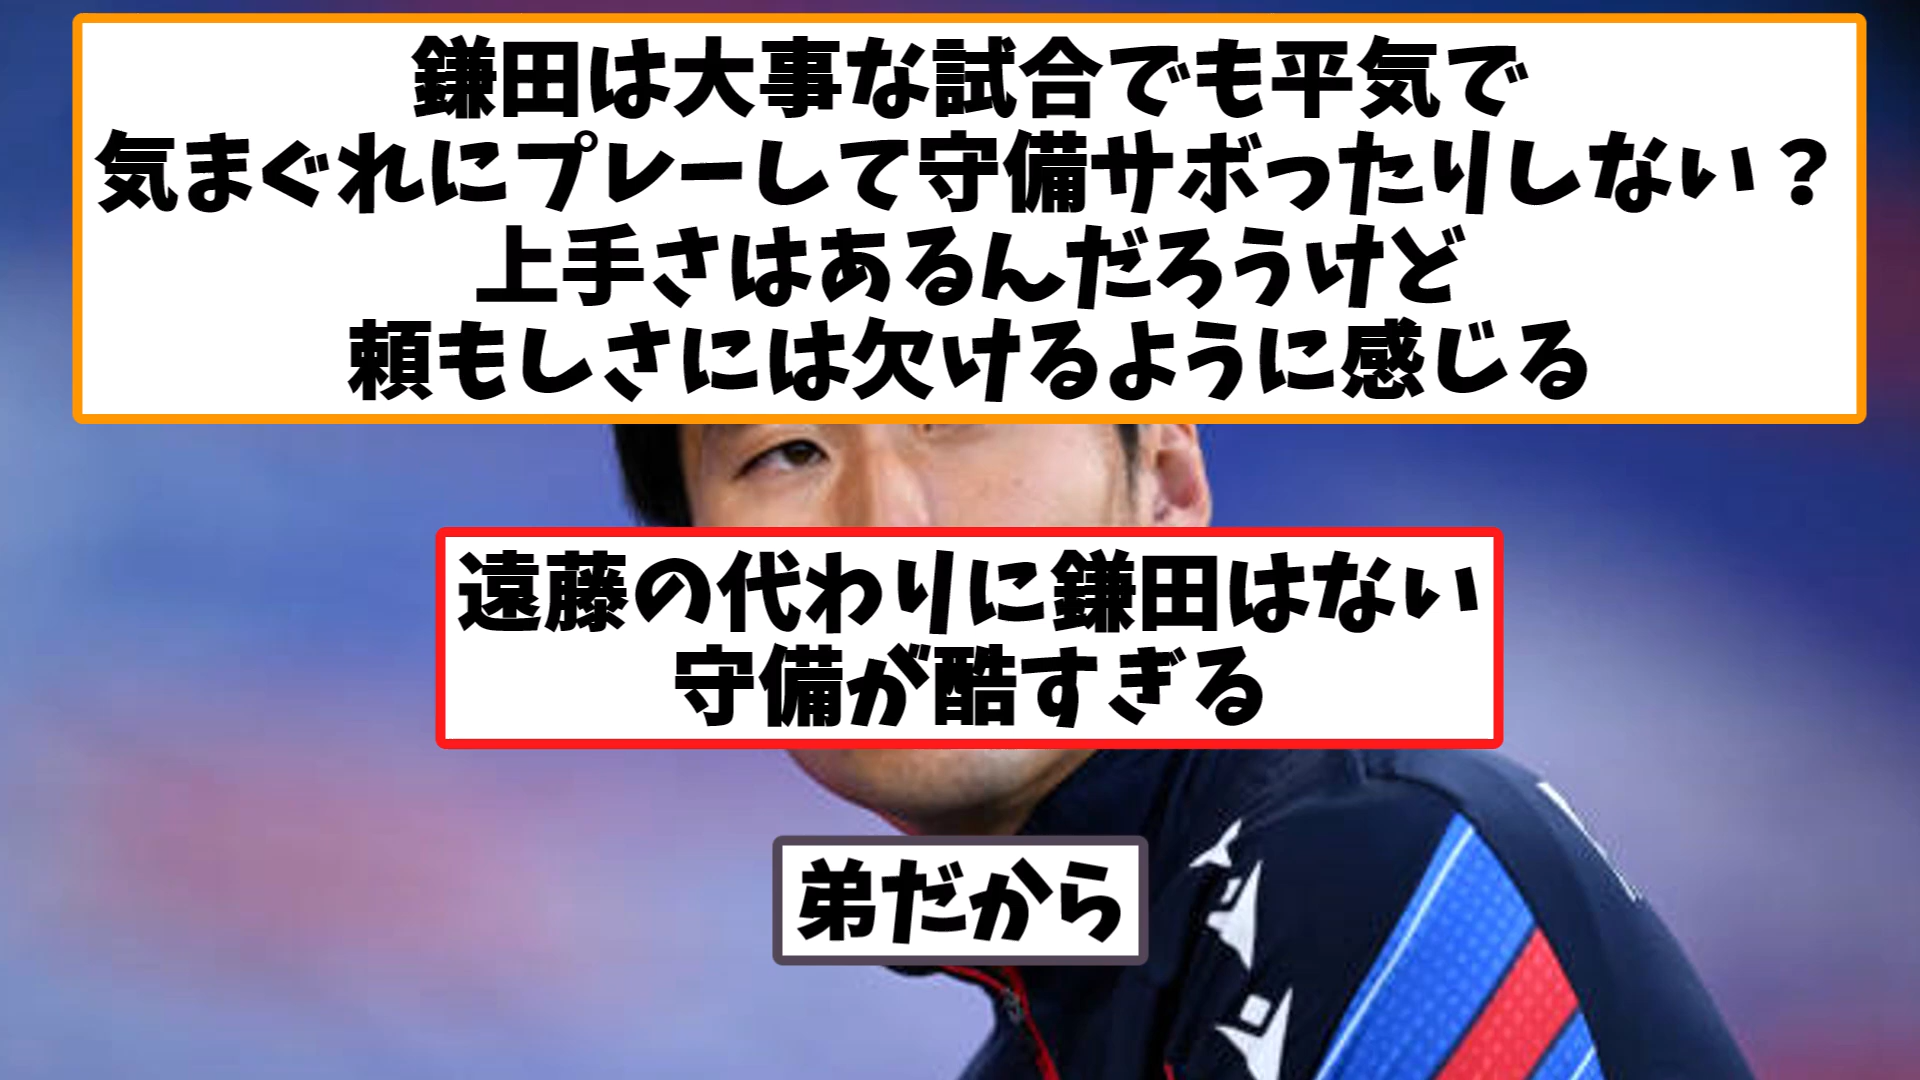 鎌田は大事な試合でも平気で
気まぐれにプレーして守備サボったりしない？
上手さはあるんだろうけど
頼もしさには欠けるように感じる
遠藤の代わりに鎌田はない
守備が酷すぎる
弟だから